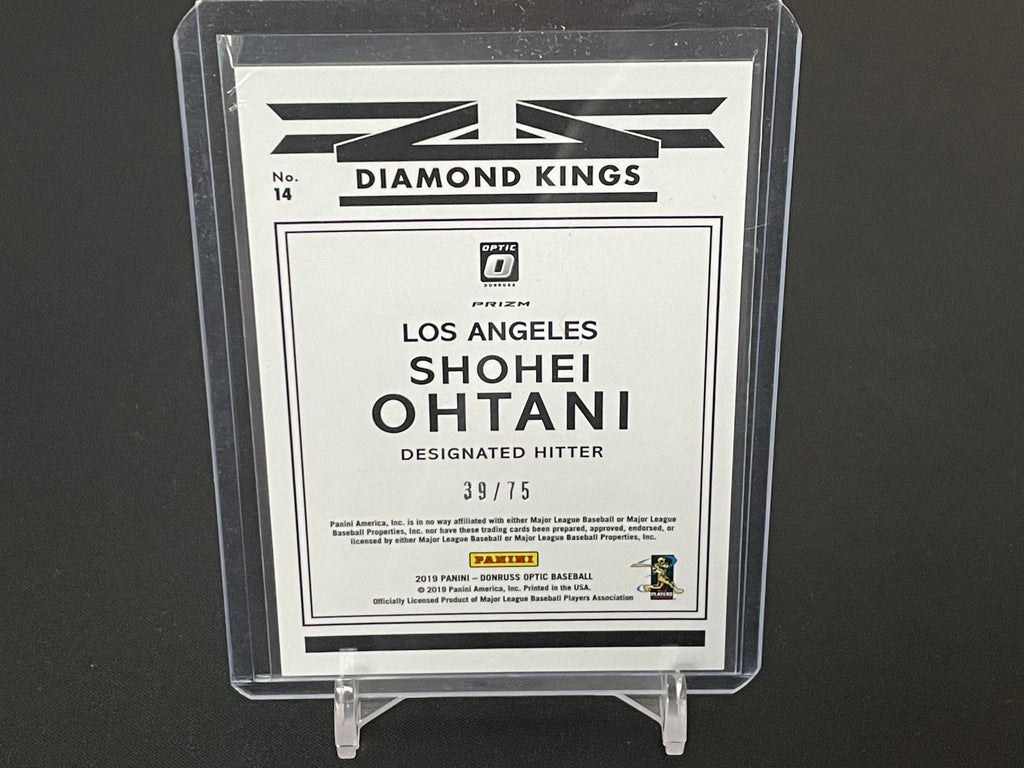 DIAMOND KINGS
No.
14
OPTIC
O
DONRUSS
PRIZM
LOS ANGELES
SHOHEI
OHTANI
DESIGNATED HITTER
39/75
Panini America, Inc. is in no way affiliated with either Major League Baseball or Major League
Baseball Properties, Inc. nor have these trading cards been prepared, approved, endorsed, or
licensed by either Major League Baseball or Major League Baseball Properties, Inc.
PANINI
2019 PANINI – DONRUSS OPTIC BASEBALL
© 2019 Panini America, Inc. Printed in the USA.
Officially Licensed Product of Major League Baseball Players Association
PLAYERS